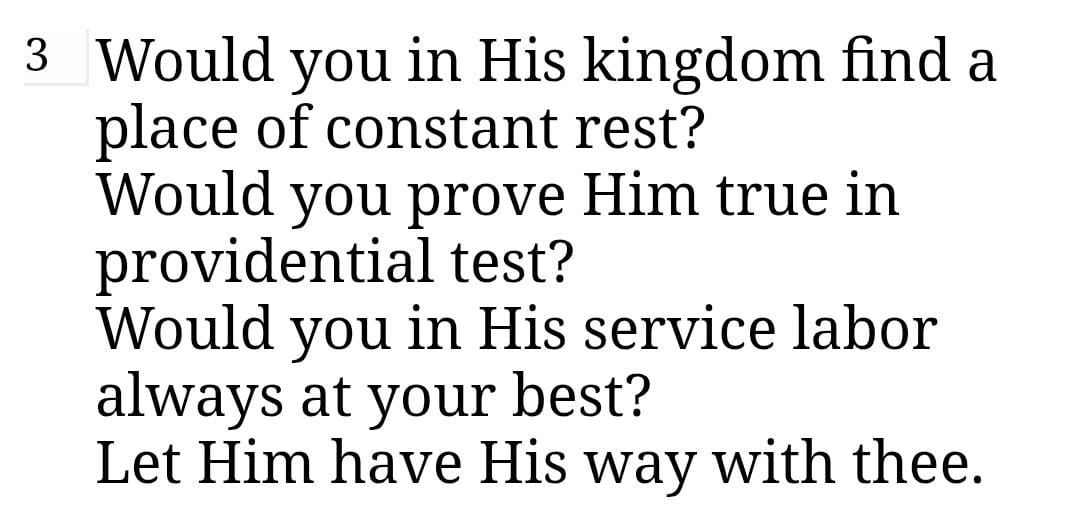 3 Would you in His kingdom find a
place of constant rest?
Would you prove Him true in
providential test?
Would you in His service labor
always at your best?
Let Him have His way with thee.